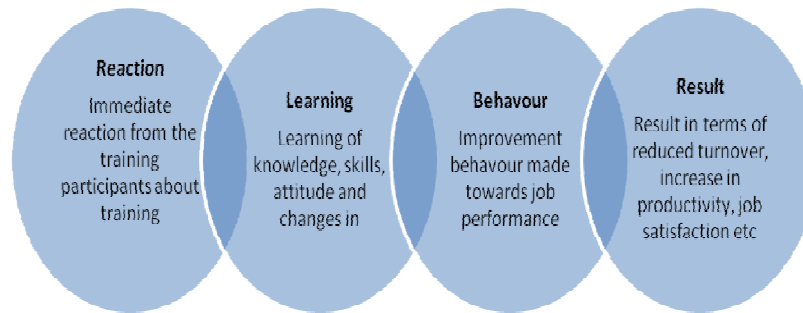 Reaction
Immediate
reaction from the
training
participants about
training
Learning
Learning of
knowledge, skills,
attitude and
changes in
Behavour
Improvement
behavour made
towards job
performance
Result
Result in terms of
reduced turnover,
increase in
productivity, job
satisfaction etc